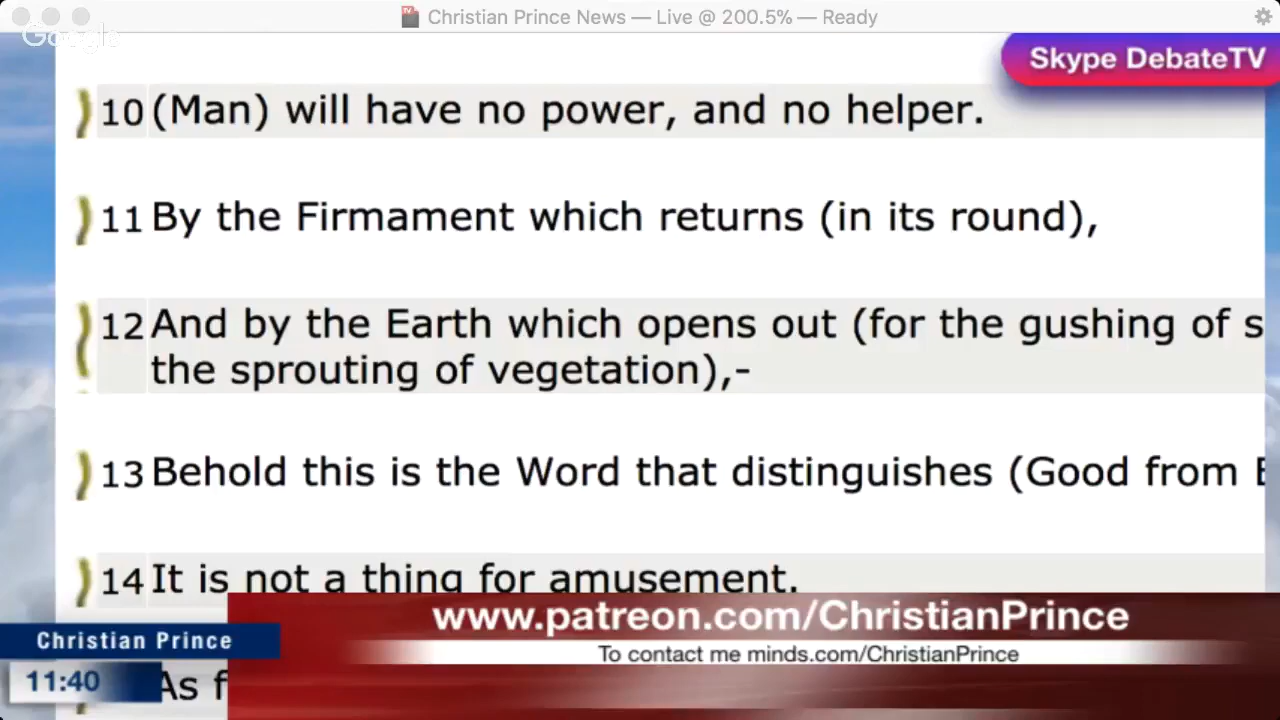 Christian Prince News — Live @ 200.5% — Ready
Google
Skype DebateTV
10 (Man) will have no power, and no helper.
11 By the Firmament which returns (in its round),
12 And by the Earth which opens out (for the gushing of s
the sprouting of vegetation),-
13 Behold this is the Word that distinguishes (Good from
14 It is not a thing for amusement.
www.patreon.com/ChristianPrince
Christian Prince
To contact me minds.com/ChristianPrince
11:40
As f